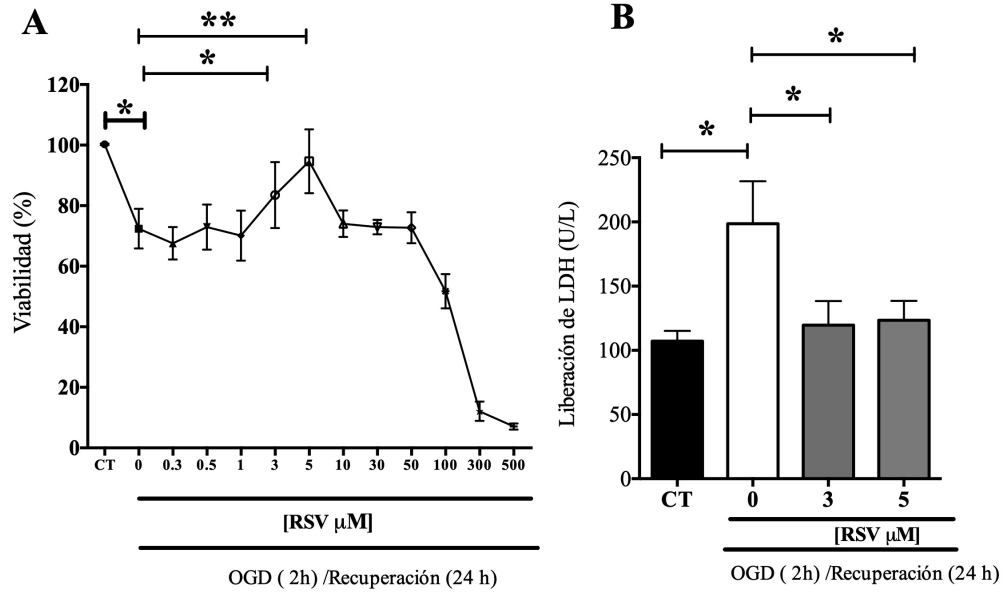 A
**
*
*
120
100
80
60
40
20
0
Viabilidad (%)
CT 0 0.3 0.5 1 3 5 10 30 50 100 300 500
[RSV µM]
OGD ( 2h) /Recuperación (24 h)
B
*
*
*
250
200
150
100
50
0
Liberación de LDH (U/L)
CT 0 3 5
[RSV µM]
OGD ( 2h) /Recuperación (24 h)